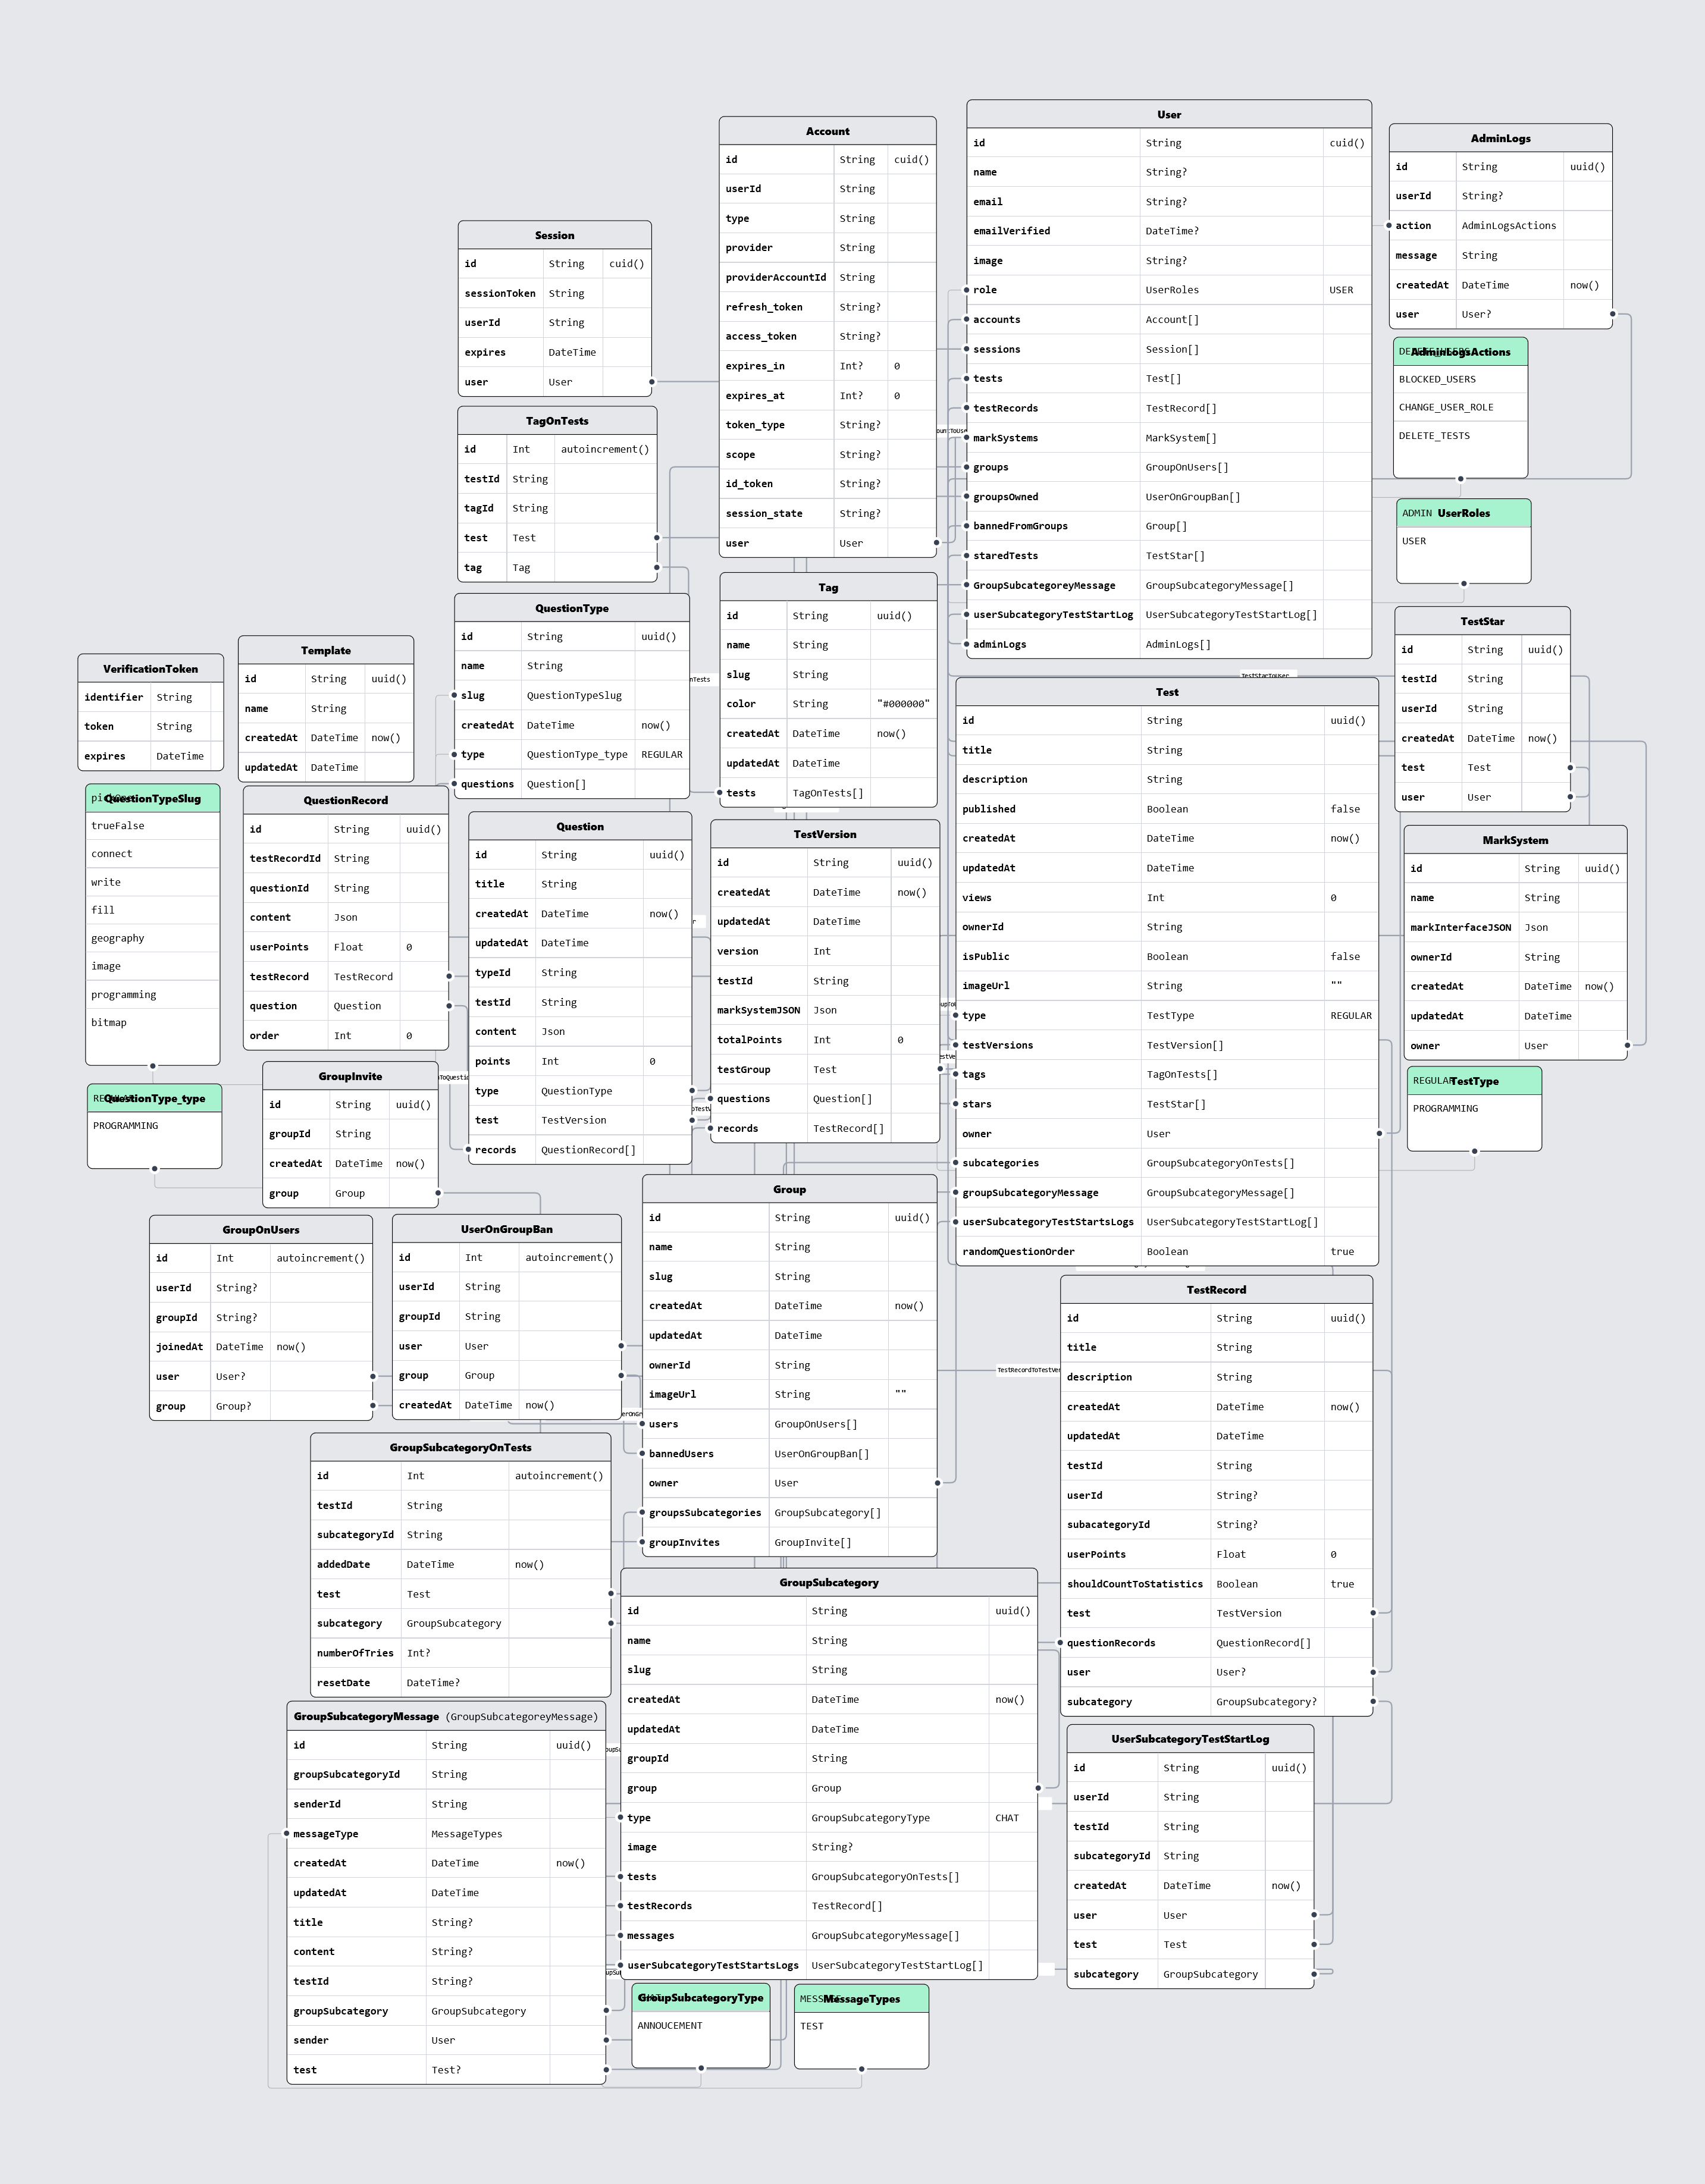 User
id String cuid()
name String?
email String?
emailVerified DateTime?
image String?
role UserRoles USER
accounts Account[]
sessions Session[]
tests Test[]
testRecords TestRecord[]
markSystems MarkSystem[]
groups GroupOnUsers[]
groupsOwned UserOnGroupBan[]
bannedFromGroups Group[]
staredTests TestStar[]
GroupSubcategoreyMessage GroupSubcategoryMessage[]
userSubcategoryTestStartLog UserSubcategoryTestStartLog[]
adminLogs AdminLogs[]
Account
id String cuid()
userId String
type String
provider String
providerAccountId String
refresh_token String?
access_token String?
expires_in Int? 0
expires_at Int? 0
token_type String?
scope String?
id_token String?
session_state String?
user User
AdminLogs
id String uuid()
userId String?
action AdminLogsActions
message String
createdAt DateTime now()
user User?
Session
id String cuid()
sessionToken String
userId String
expires DateTime
user User
AdminLogsActions
BLOCKED_USERS
CHANGE_USER_ROLE
DELETE_TESTS
TagOnTests
id Int autoincrement()
testId String
tagId String
test Test
tag Tag
ADMIN UserRoles
USER
Tag
id String uuid()
name String
slug String
color String "#000000"
createdAt DateTime now()
updatedAt DateTime
tests TagOnTests[]
QuestionType
id String uuid()
name String
slug QuestionTypeSlug
createdAt DateTime now()
type QuestionType_type REGULAR
questions Question[]
TestStar
id String uuid()
testId String
userId String
createdAt DateTime now()
test Test
user User
Template
id String uuid()
name String
createdAt DateTime now()
updatedAt DateTime
VerificationToken
identifier String
token String
expires DateTime
TestStarToUser
Test
id String uuid()
title String
description String
published Boolean false
createdAt DateTime now()
updatedAt DateTime
views Int 0
ownerId String
isPublic Boolean false
imageUrl String ""
type TestType REGULAR
testVersions TestVersion[]
tags TagOnTests[]
stars TestStar[]
owner User
subcategories GroupSubcategoryOnTests[]
groupSubcategoryMessage GroupSubcategoryMessage[]
userSubcategoryTestStartsLogs UserSubcategoryTestStartLog[]
randomQuestionOrder Boolean true
QuestionTypeSlug
trueFalse
connect
write
fill
geography
image
programming
bitmap
QuestionRecord
id String uuid()
testRecordId String
questionId String
content Json
userPoints Float 0
testRecord TestRecord
question Question
order Int 0
Question
id String uuid()
title String
createdAt DateTime now()
updatedAt DateTime
typeId String
testId String
content Json
points Int 0
type QuestionType
test TestVersion
records QuestionRecord[]
TestVersion
id String uuid()
createdAt DateTime now()
updatedAt DateTime
version Int
testId String
markSystemJSON Json
totalPoints Int 0
testGroup Test
questions Question[]
records TestRecord[]
MarkSystem
id String uuid()
name String
markInterfaceJSON Json
ownerId String
createdAt DateTime now()
updatedAt DateTime
owner User
GroupInvite
id String uuid()
groupId String
createdAt DateTime now()
group Group
REGULAR TestType
PROGRAMMING
QuestionType_type
PROGRAMMING
Group
id String uuid()
name String
slug String
createdAt DateTime now()
updatedAt DateTime
ownerId String
imageUrl String ""
users GroupOnUsers[]
bannedUsers UserOnGroupBan[]
owner User
groupsSubcategories GroupSubcategory[]
groupInvites GroupInvite[]
GroupOnUsers
id Int autoincrement()
userId String?
groupId String?
joinedAt DateTime now()
user User?
group Group?
UserOnGroupBan
id Int autoincrement()
userId String
groupId String
user User
group Group
createdAt DateTime now()
TestRecord
id String uuid()
title String
description String
createdAt DateTime now()
updatedAt DateTime
testId String
userId String?
subacategoryId String?
userPoints Float 0
shouldCountToStatistics Boolean true
test TestVersion
questionRecords QuestionRecord[]
user User?
subcategory GroupSubcategory?
TestRecordToTestVer
GroupSubcategoryOnTests
id Int autoincrement()
testId String
subcategoryId String
addedDate DateTime now()
test Test
subcategory GroupSubcategory
numberOfTries Int?
resetDate DateTime?
GroupSubcategory
id String uuid()
name String
slug String
createdAt DateTime now()
updatedAt DateTime
groupId String
group Group
type GroupSubcategoryType CHAT
image String?
tests GroupSubcategoryOnTests[]
testRecords TestRecord[]
messages GroupSubcategoryMessage[]
userSubcategoryTestStartsLogs UserSubcategoryTestStartLog[]
GroupSubcategoryMessage (GroupSubcategoreyMessage)
id String uuid()
groupSubcategoryId String
senderId String
messageType MessageTypes
createdAt DateTime now()
updatedAt DateTime
title String?
content String?
testId String?
groupSubcategory GroupSubcategory
sender User
test Test?
UserSubcategoryTestStartLog
id String uuid()
userId String
testId String
subcategoryId String
createdAt DateTime now()
user User
test Test
subcategory GroupSubcategory
GroupSubcategoryType
ANNOUCEMENT
MessageTypes
TEST